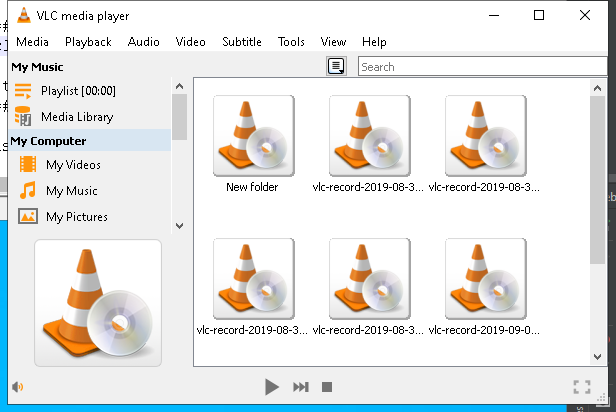 VLC media player
Media Playback Audio Video Subtitle Tools View Help
My Music
Search
Playlist [00:00]
Media Library
My Computer
My Videos
My Music
My Pictures
New folder vlc-record-2019-08-3... vlc-record-2019-08-3...
vlc-record-2019-08-3... vlc-record-2019-08-3... vlc-record-2019-09-0...